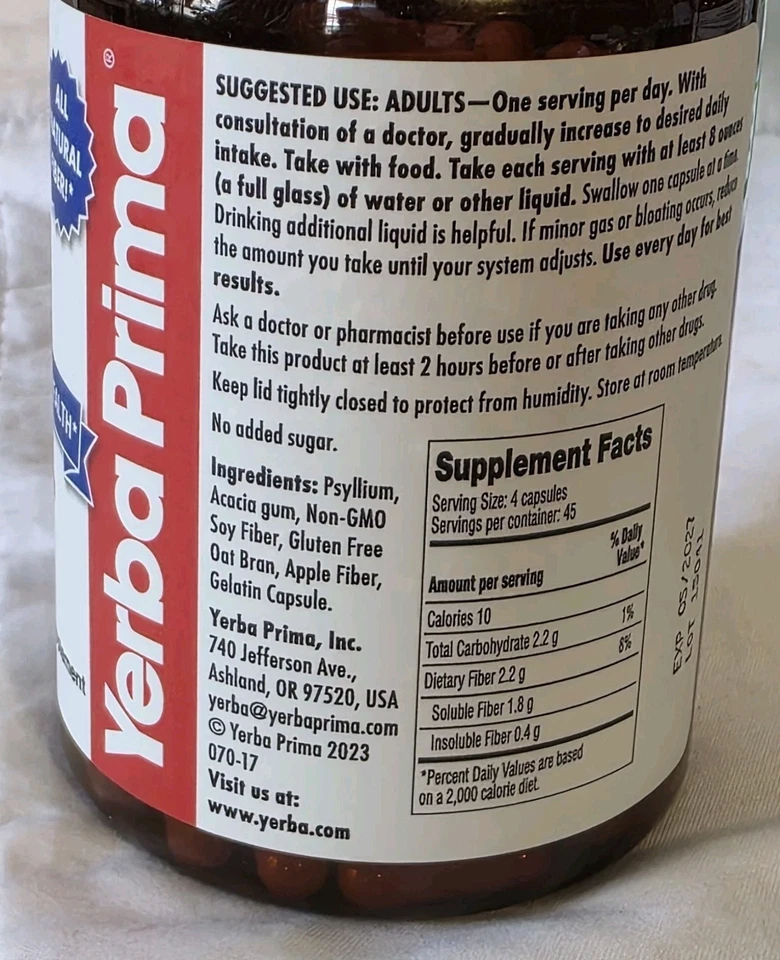 ALL
Yerba Prima®
SUGGESTED USE: ADULTS—One serving per day. With
consultation of a doctor, gradually increase to desired daily
intake. Take with food. Take each serving with at least 8 ounces
(a full glass) of water or other liquid. Swallow one capsule at a time.
Drinking additional liquid is helpful. If minor gas or bloating occurs, reduce
the amount you take until your system adjusts. Use every day for best
results.
Ask a doctor or pharmacist before use if you are taking any other drug.
Take this product at least 2 hours before or after taking other drugs.
Keep lid tightly closed to protect from humidity. Store at room temperature.
No added sugar.
Ingredients: Psyllium,
Acacia gum, Non-GMO
Soy Fiber, Gluten Free
Oat Bran, Apple Fiber,
Gelatin Capsule.
Yerba Prima, Inc.
740 Jefferson Ave.,
Ashland, OR 97520, USA
yerba@yerbaprima.com
© Yerba Prima 2023
070-17
Visit us at:
www.yerba.com
Supplement Facts
Serving Size: 4 capsules
Servings per container: 45
% Daily
Value*
Amount per serving
Calories 10
Total Carbohydrate 2.2 g 1%
Dietary Fiber 2.2 g 8%
Soluble Fiber 1.8 g
Insoluble Fiber 0.4 g
*Percent Daily Values are based
on a 2,000 calorie diet.
EXP 05/2027
LOT